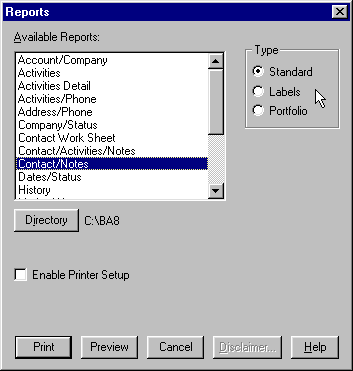 Reports
Available Reports:
Account/Company
Activities
Activities Detail
Activities/Phone
Address/Phone
Company/Status
Contact Work Sheet
Contact/Activities/Notes
Contact/Notes
Dates/Status
History
Type
Standard
Labels
Portfolio
Directory
C:\BA8
Enable Printer Setup
Print
Preview
Cancel
Disclaimer...
Help